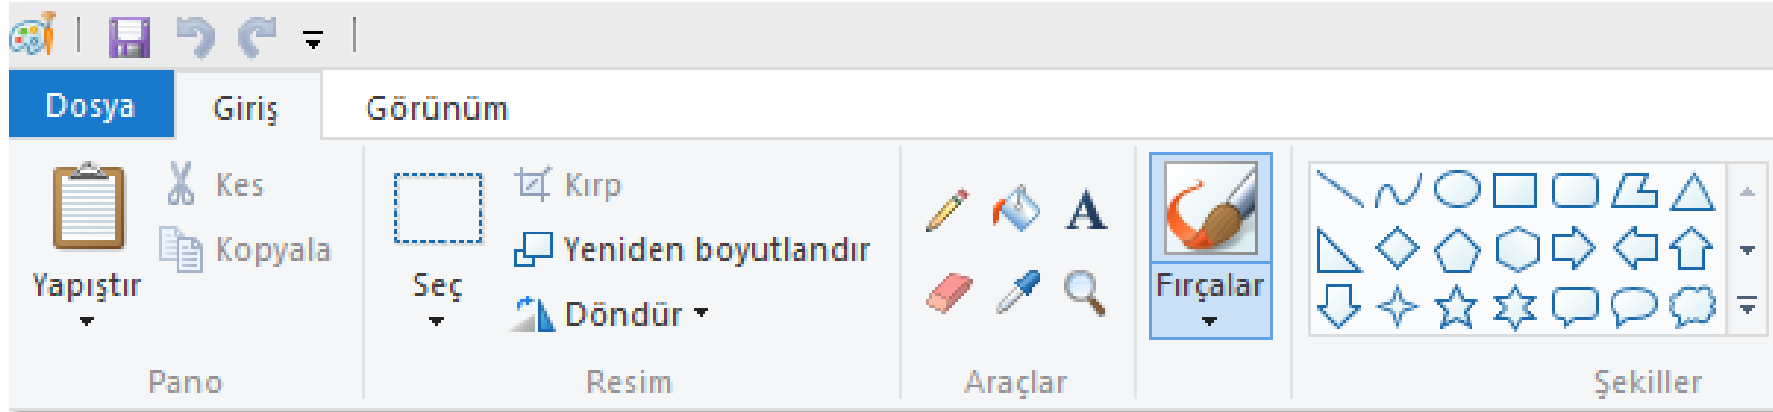 Dosya Giriş Görünüm
Kes
Kopyala
Yapıştır
Pano
Seç
Kırp
Yeniden boyutlandır
Döndür
Resim
A
Araçlar
Fırçalar
Şekiller